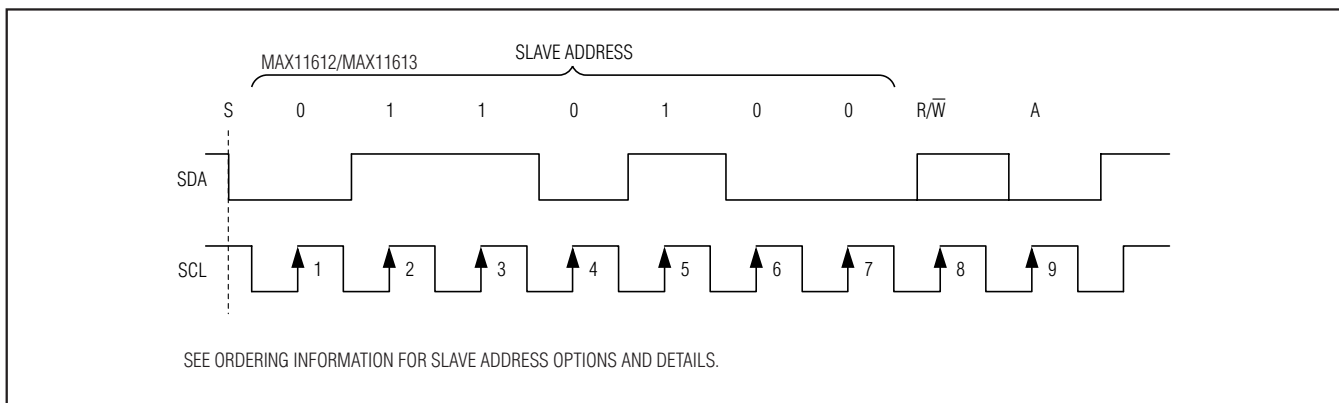 MAX11612/MAX11613
SLAVE ADDRESS
S 0 1 1 0 1 0 0 R/W̅ A
SDA
SCL 1 2 3 4 5 6 7 8 9
SEE ORDERING INFORMATION FOR SLAVE ADDRESS OPTIONS AND DETAILS.